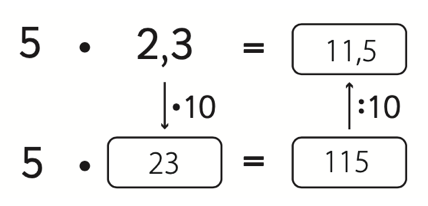 5 • 2,3 = 11,5
↓•10 ↑:10
5 • 23 = 115